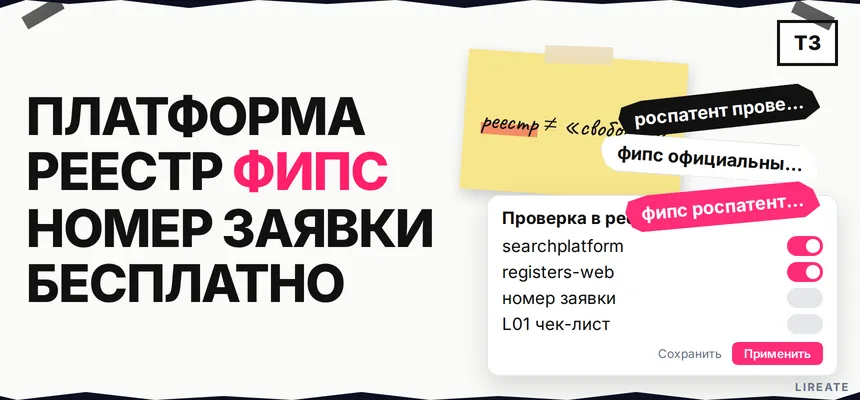 ТЗ
ПЛАТФОРМА
РЕЕСТР ФИПС
НОМЕР ЗАЯВКИ
БЕСПЛАТНО
реестр ≠ «свобо
роспатент прове...
фипс официальны...
фипс роспатент...
Проверка в рее
searchplatform
registers-web
номер заявки
L01 чек-лист
Сохранить
Применить
LIREATE